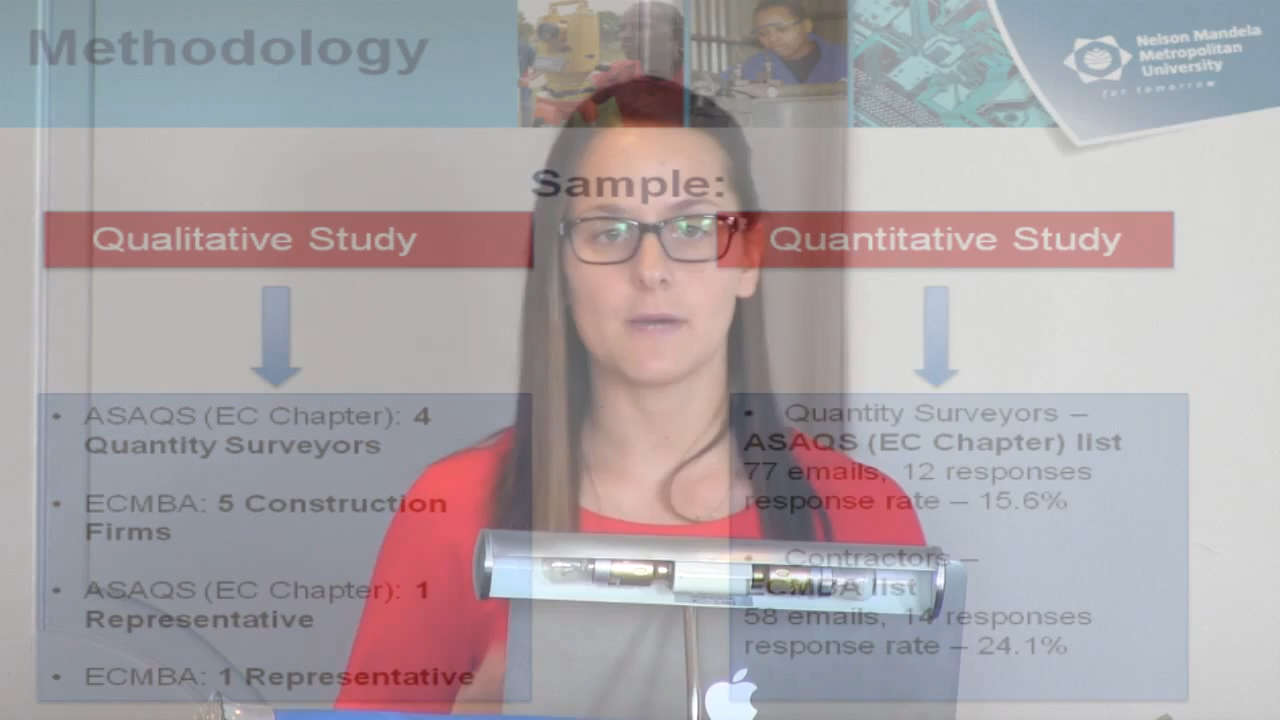 Methodology
Nelson Mandela
Metropolitan
University
for tomorrow
Sample:
Qualitative Study
Quantitative Study
• ASAQS (EC Chapter): 4
Quantity Surveyors
• ECMBA: 5 Construction
Firms
• ASAQS (EC Chapter): 1
Representative
• ECMBA: 1 Representative
• Quantity Surveyors –
ASAQS (EC Chapter) list
77 emails, 12 responses
response rate – 15.6%
• Contractors –
ECMBA list
58 emails, 14 responses
response rate – 24.1%